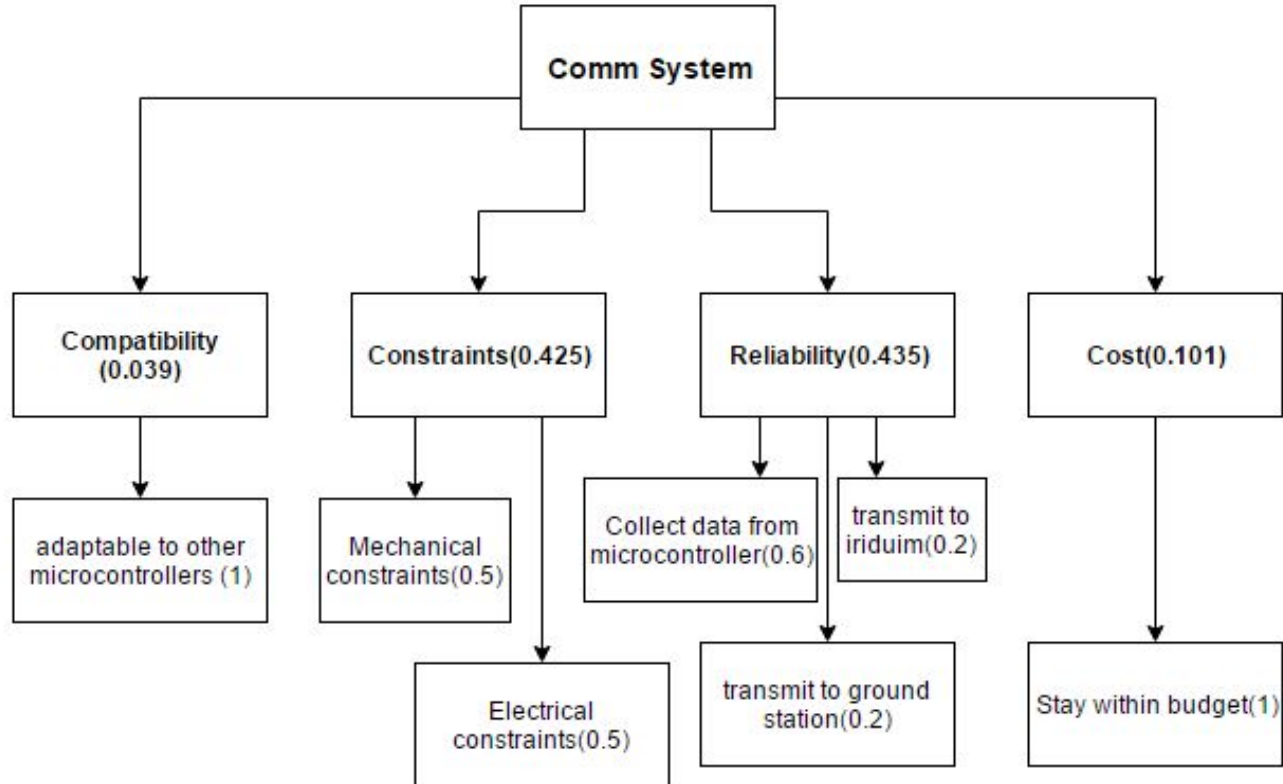 Comm System
Compatibility
(0.039)
Constraints(0.425)
Reliability(0.435)
Cost(0.101)
adaptable to other
microcontrollers (1)
Mechanical
constraints(0.5)
Electrical
constraints(0.5)
Collect data from
microcontroller(0.6)
transmit to
iriduim(0.2)
transmit to ground
station(0.2)
Stay within budget(1)